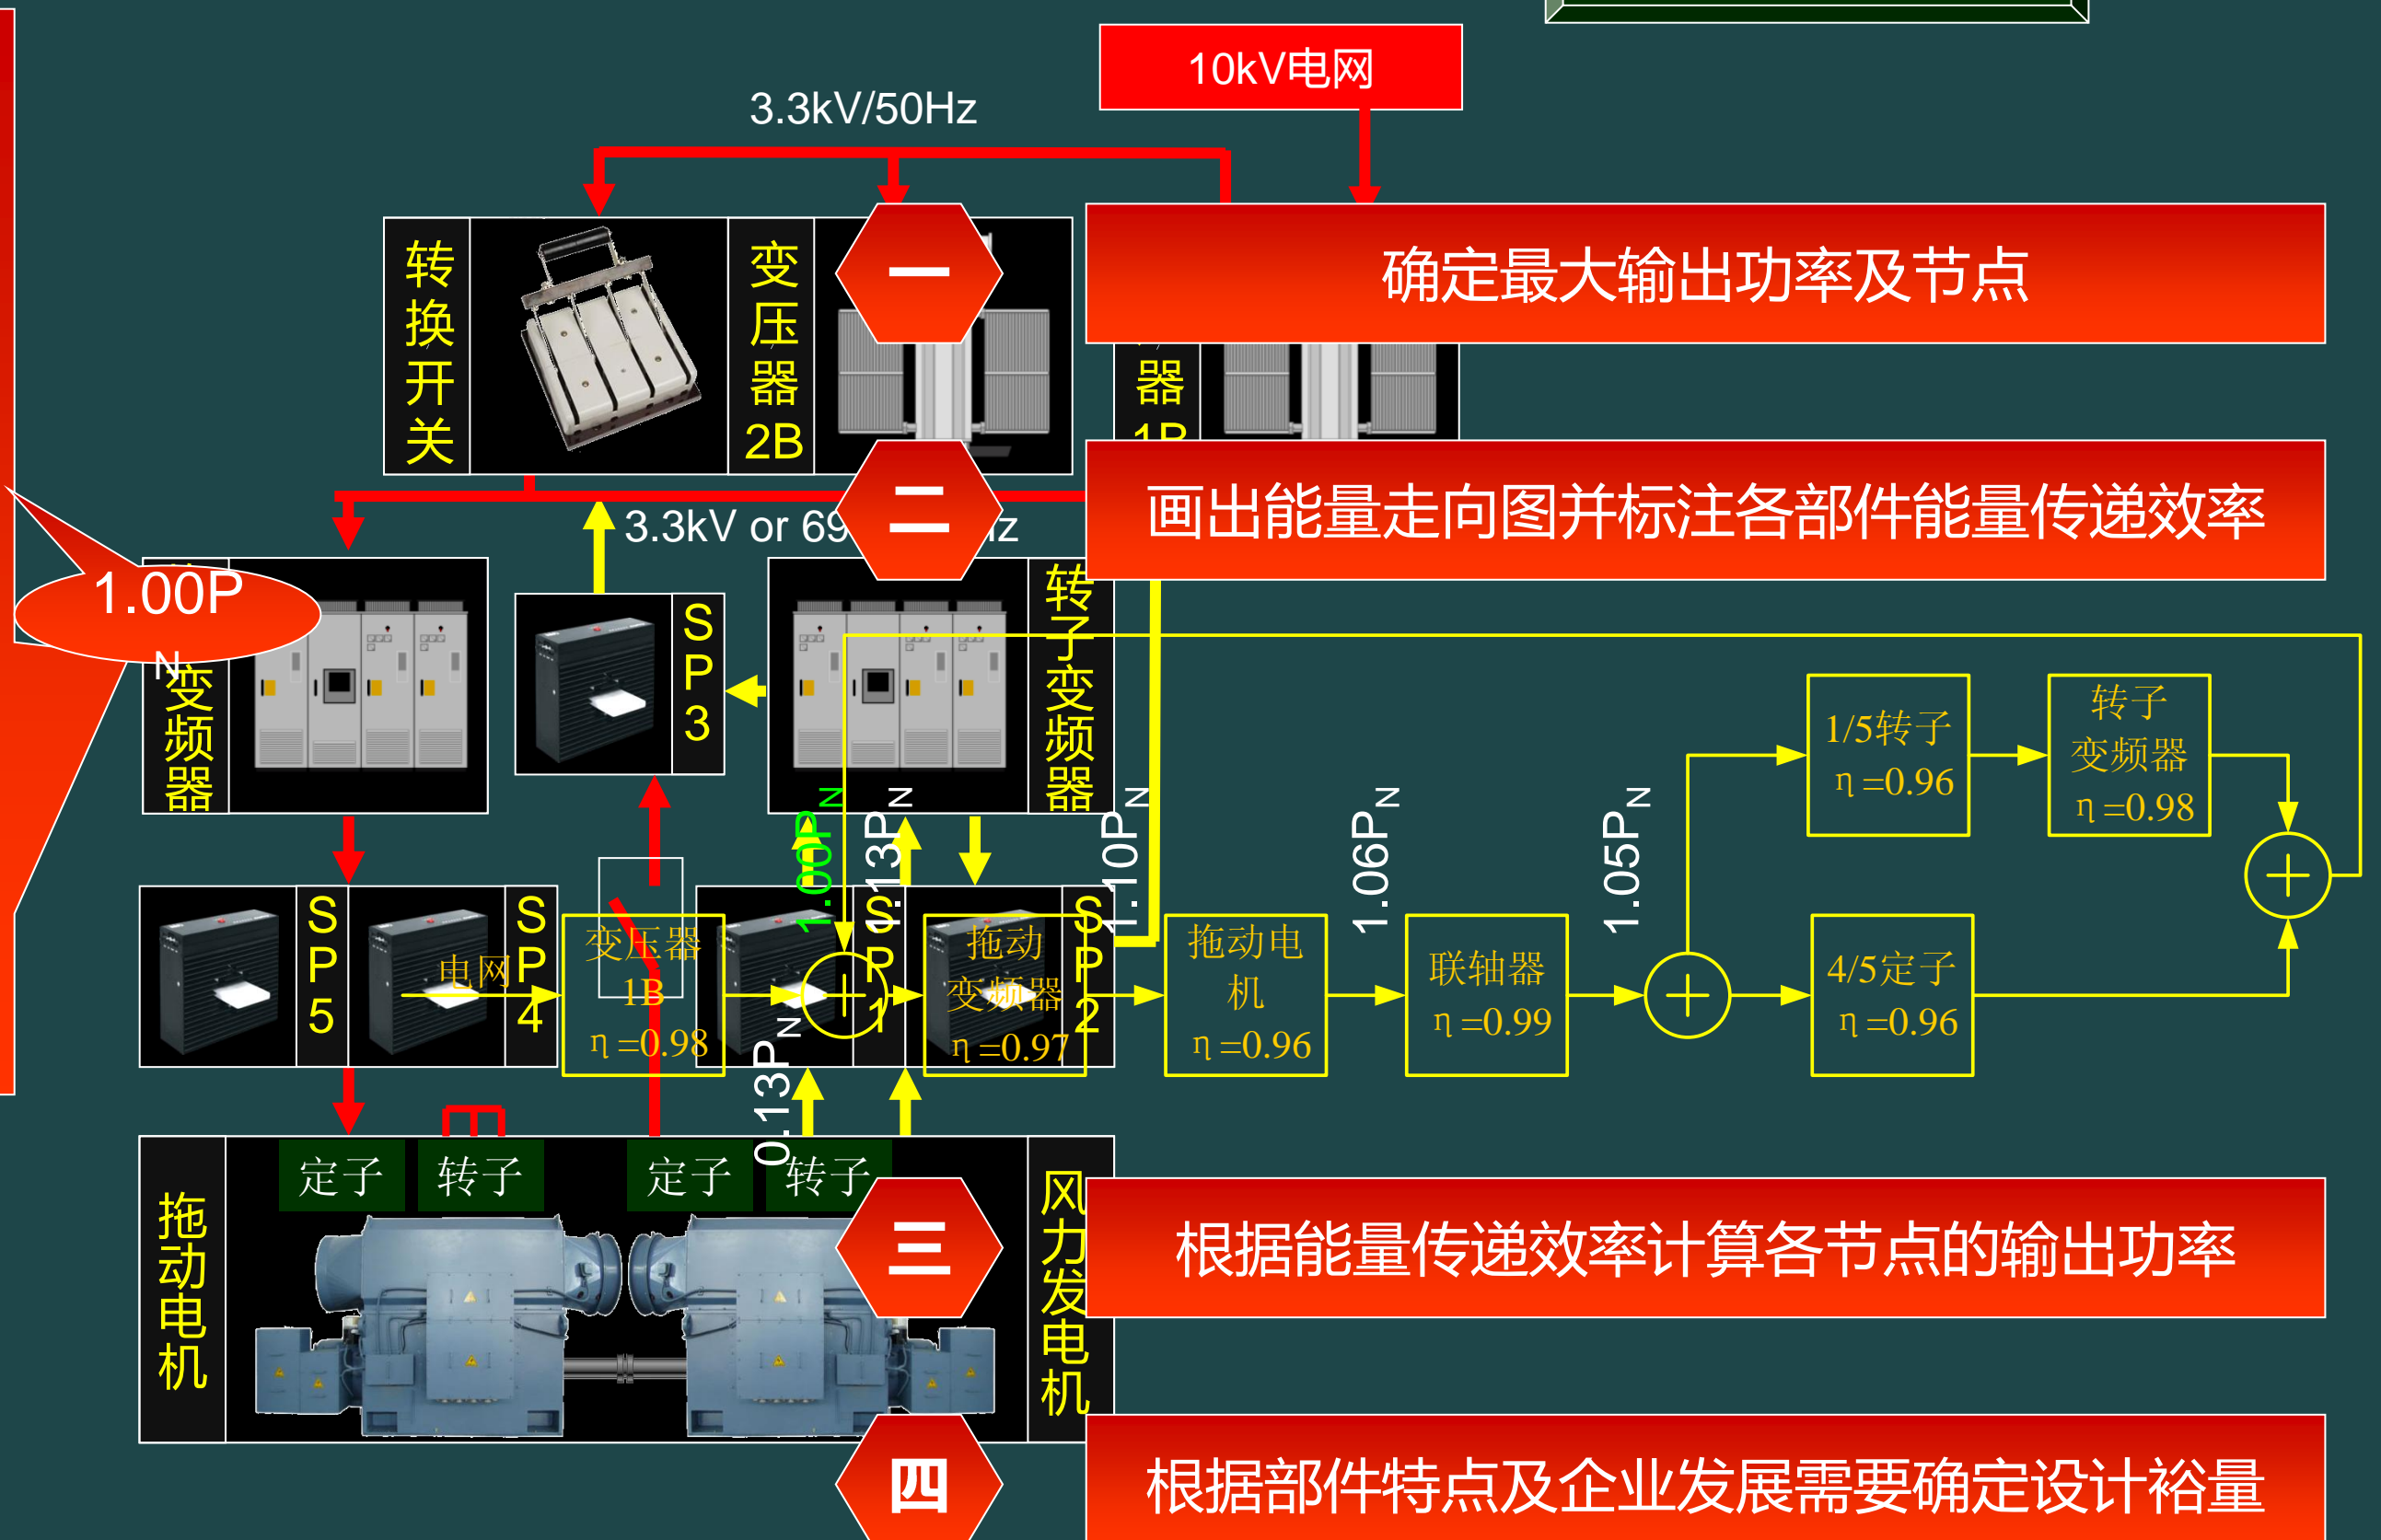 10kV电网
3.3kV/50Hz
一
确定最大输出功率及节点
转换开关
变压器2B
器
二
画出能量走向图并标注各部件能量传递效率
3.3kV or 69
Hz
1.00P
N
变频器
SP3
转子变频器
1/5转子
η=0.96
转子
变频器
η=0.98
1.00PN
1.13PN
1.10PN
1.06PN
1.05PN
SP5
SP4
SP1
SP2
电网
变压器
1B
η=0.98
拖动
变频器
η=0.97
拖动电
机
η=0.96
联轴器
η=0.99
4/5定子
η=0.96
0.13PN
定子
转子
定子
转子
拖动电机
风力发电机
三
根据能量传递效率计算各节点的输出功率
四
根据部件特点及企业发展需要确定设计裕量